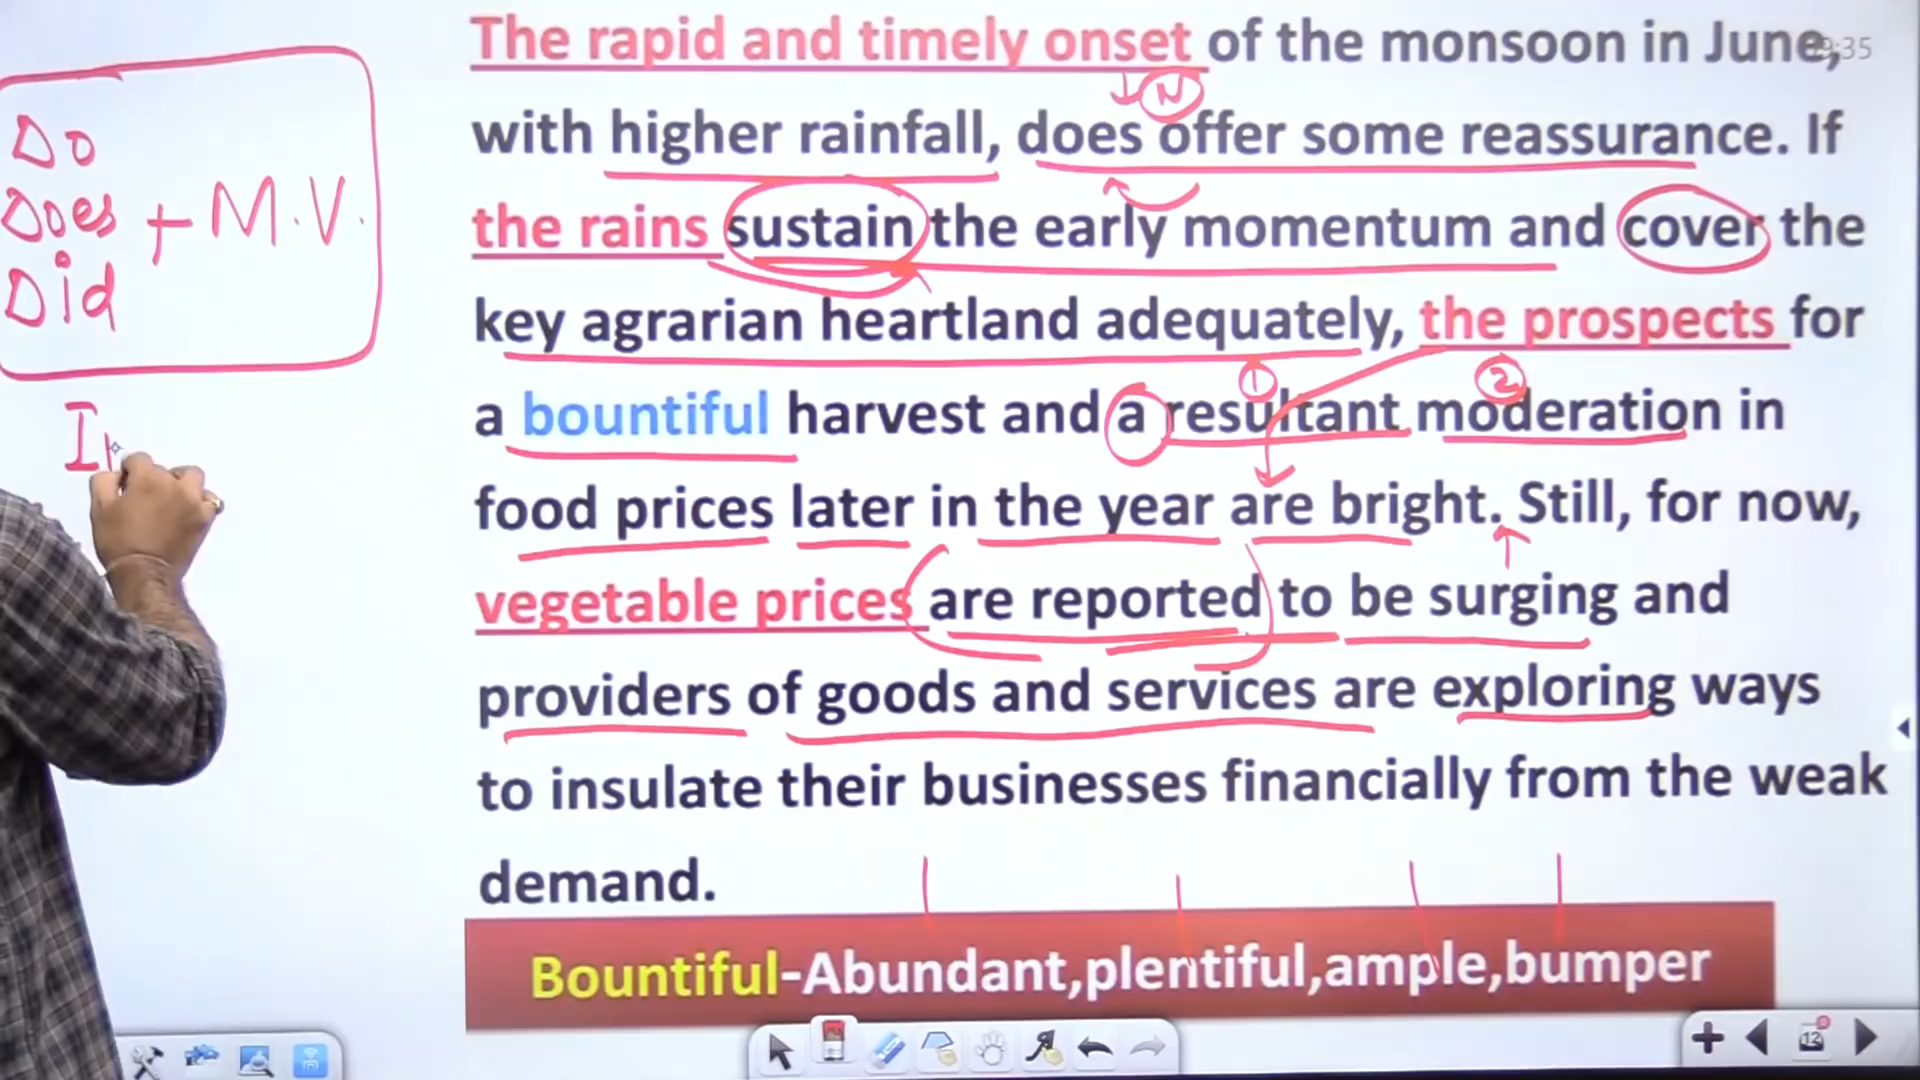 The rapid and timely onset of the monsoon in June,
:35
N
with higher rainfall, does offer some reassurance. If
the rains sustain the early momentum and cover the
key agrarian heartland adequately, the prospects for
1 2
a bountiful harvest and a resultant moderation in
food prices later in the year are bright. Still, for now,
vegetable prices are reported to be surging and
providers of goods and services are exploring ways
to insulate their businesses financially from the weak
demand.
Bountiful-Abundant,plentiful,ample,bumper
Do
Does + M.V.
Did
I
12